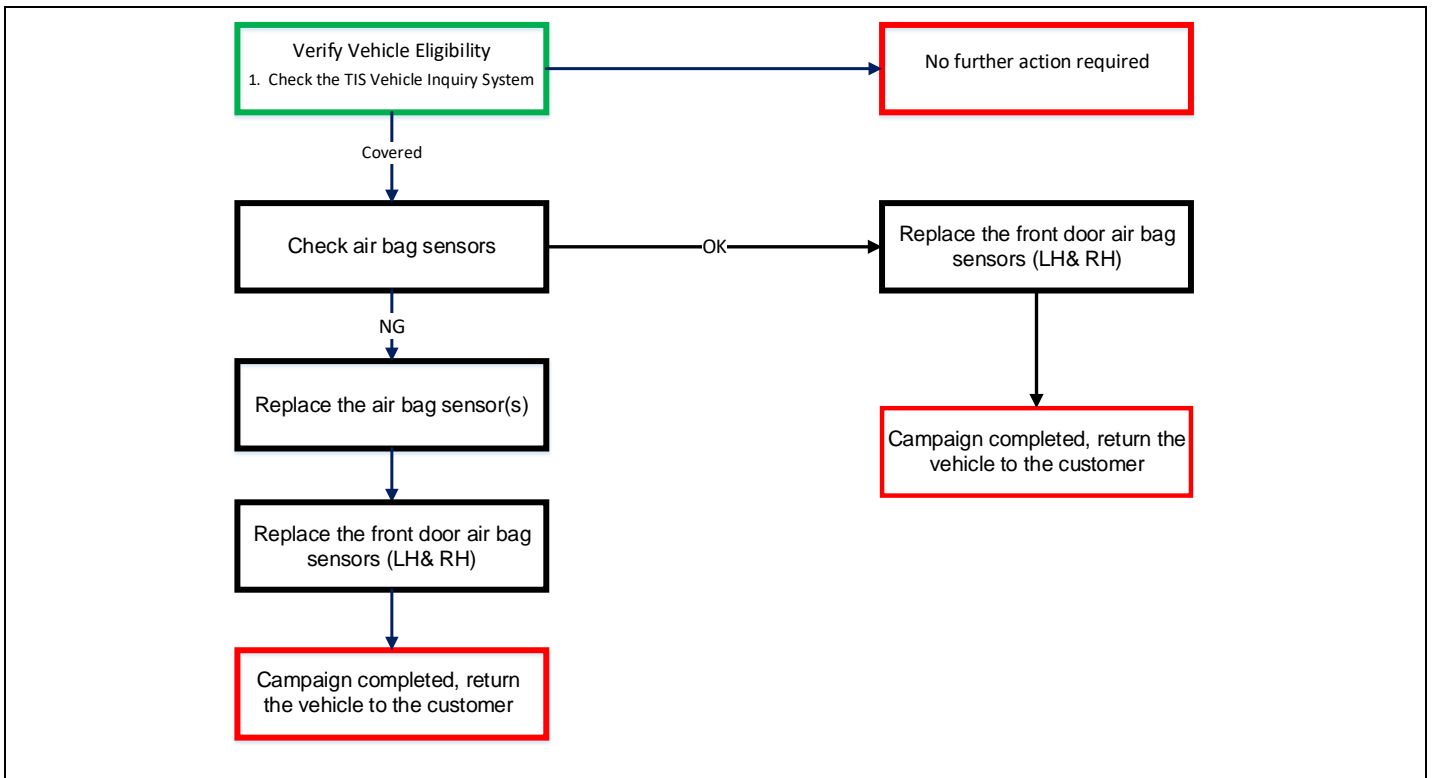 Verify Vehicle Eligibility
1. Check the TIS Vehicle Inquiry System
No further action required
Covered
Check air bag sensors
OK
Replace the front door air bag
sensors (LH& RH)
NG
Replace the air bag sensor(s)
Campaign completed, return the
vehicle to the customer
Replace the front door air bag
sensors (LH& RH)
Campaign completed, return
the vehicle to the customer